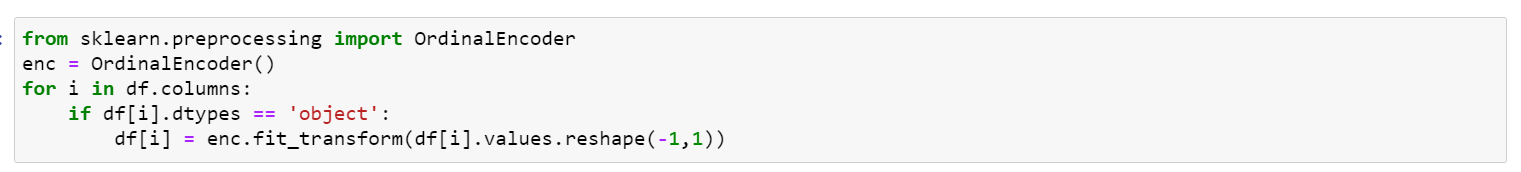 from sklearn.preprocessing import OrdinalEncoder
enc = OrdinalEncoder()
for i in df.columns:
    if df[i].dtypes == 'object':
        df[i] = enc.fit_transform(df[i].values.reshape(-1,1))